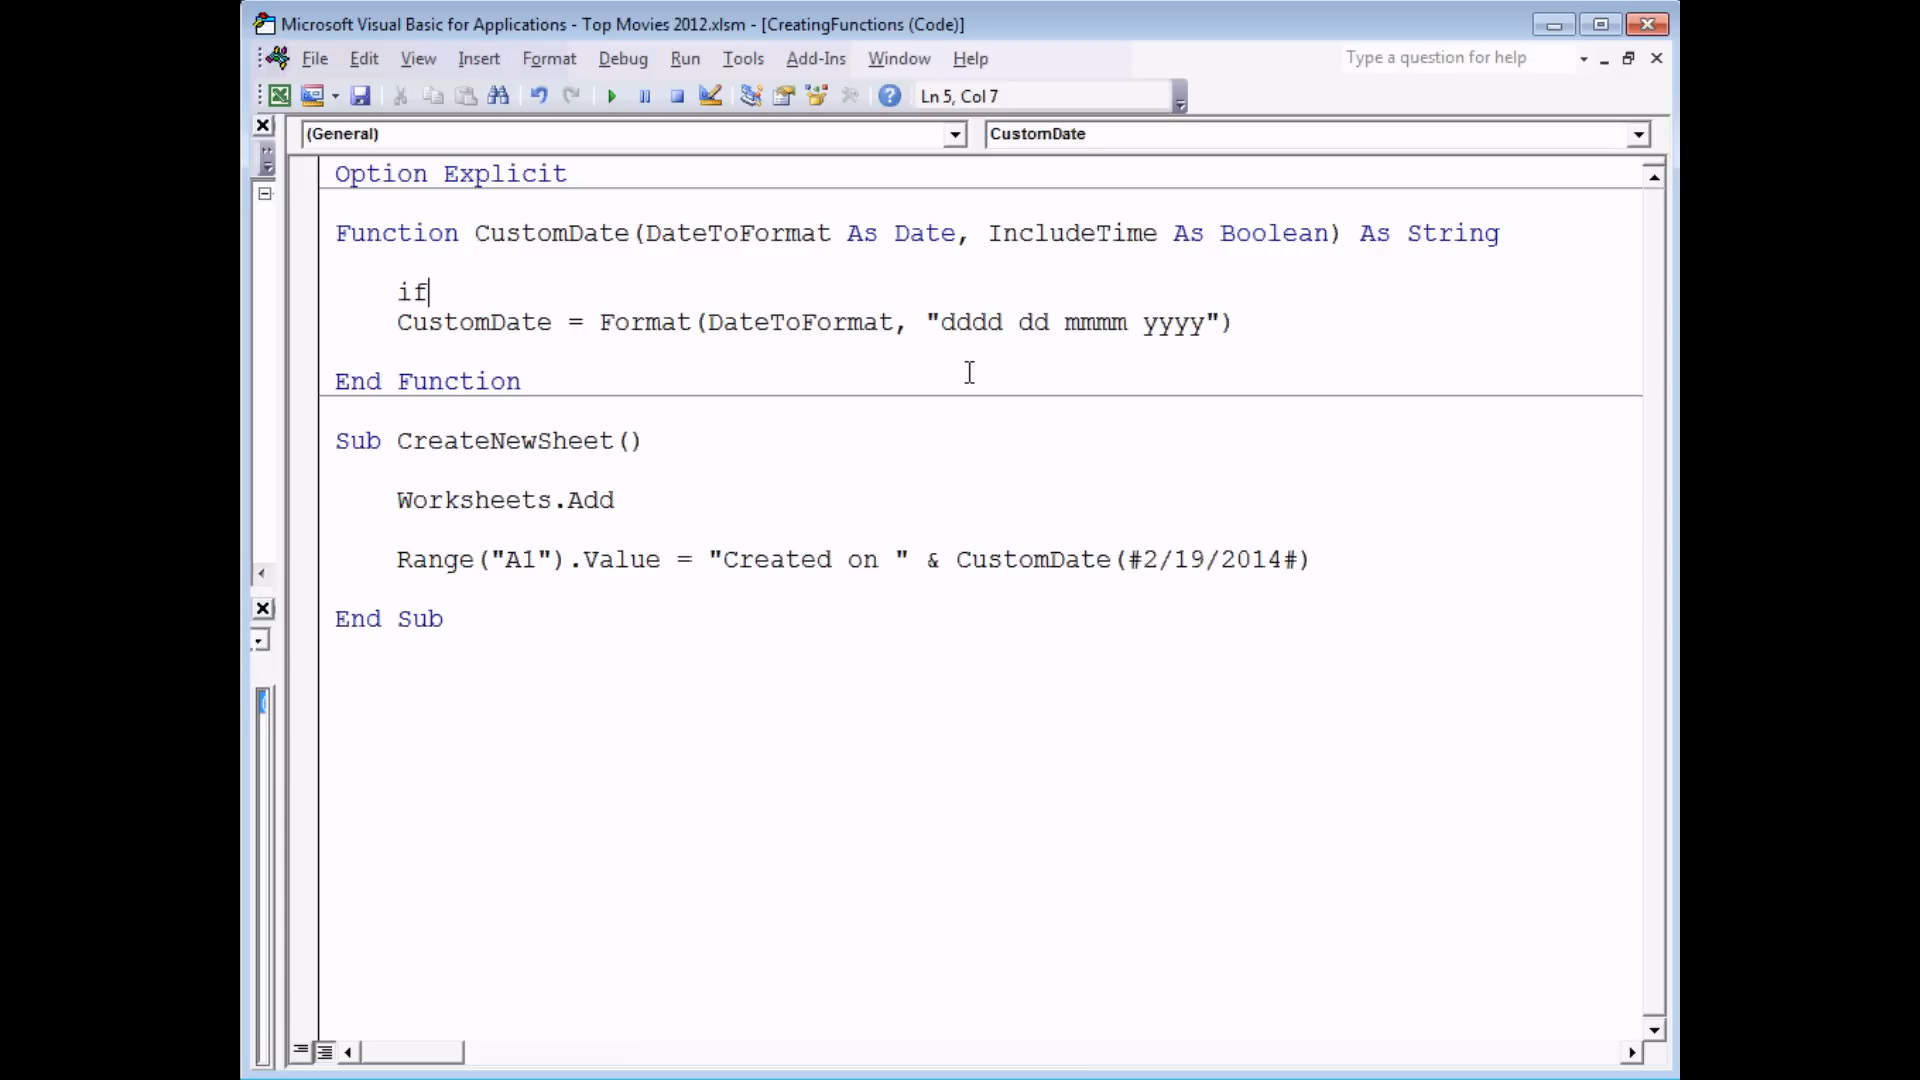 Microsoft Visual Basic for Applications - Top Movies 2012.xlsm - [CreatingFunctions (Code)]
File Edit View Insert Format Debug Run Tools Add-Ins Window Help Type a question for help
Ln 5, Col 7
(General) CustomDate
Option Explicit
Function CustomDate(DateToFormat As Date, IncludeTime As Boolean) As String
if
CustomDate = Format(DateToFormat, "dddd dd mmmm yyyy")
End Function
Sub CreateNewSheet()
Worksheets.Add
Range("A1").Value = "Created on " & CustomDate(#2/19/2014#)
End Sub